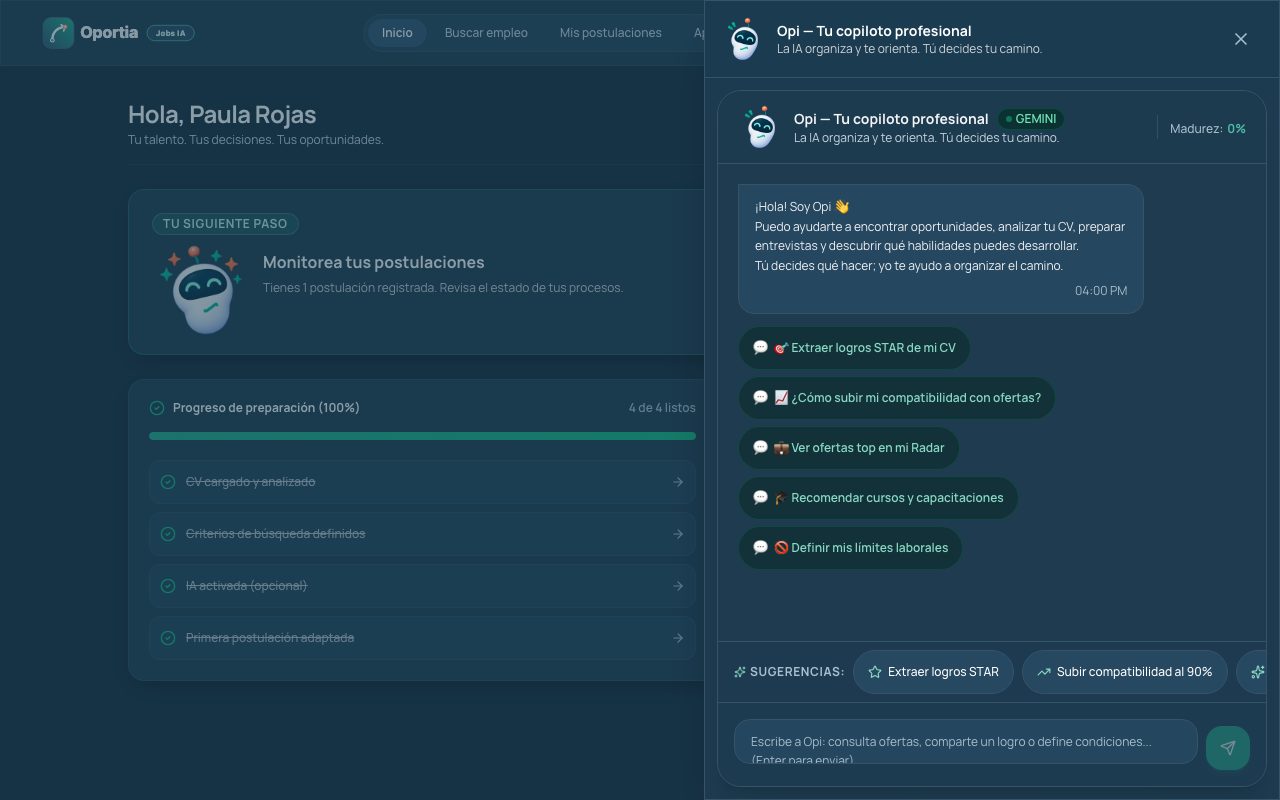 Oportia
Jobs IA
Inicio
Buscar empleo
Mis postulaciones
Hola, Paula Rojas
Tu talento. Tus decisiones. Tus oportunidades.
TU SIGUIENTE PASO
Monitorea tus postulaciones
Tienes 1 postulación registrada. Revisa el estado de tus procesos.
Progreso de preparación (100%)
4 de 4 listos
CV cargado y analizado
Criterios de búsqueda definidos
IA activada (opcional)
Primera postulación adaptada
Opi — Tu copiloto profesional
La IA organiza y te orienta. Tú decides tu camino.
Opi — Tu copiloto profesional
GEMINI
La IA organiza y te orienta. Tú decides tu camino.
Madurez: 0%
¡Hola! Soy Opi 👋
Puedo ayudarte a encontrar oportunidades, analizar tu CV, preparar
entrevistas y descubrir qué habilidades puedes desarrollar.
Tú decides qué hacer; yo te ayudo a organizar el camino.
04:00 PM
💬 🎯 Extraer logros STAR de mi CV
💬 📈 ¿Cómo subir mi compatibilidad con ofertas?
💬 💼 Ver ofertas top en mi Radar
💬 🎓 Recomendar cursos y capacitaciones
💬 🚫 Definir mis límites laborales
SUGERENCIAS:
Extraer logros STAR
Subir compatibilidad al 90%
Escribe a Opi: consulta ofertas, comparte un logro o define condiciones...
(Enter para enviar)